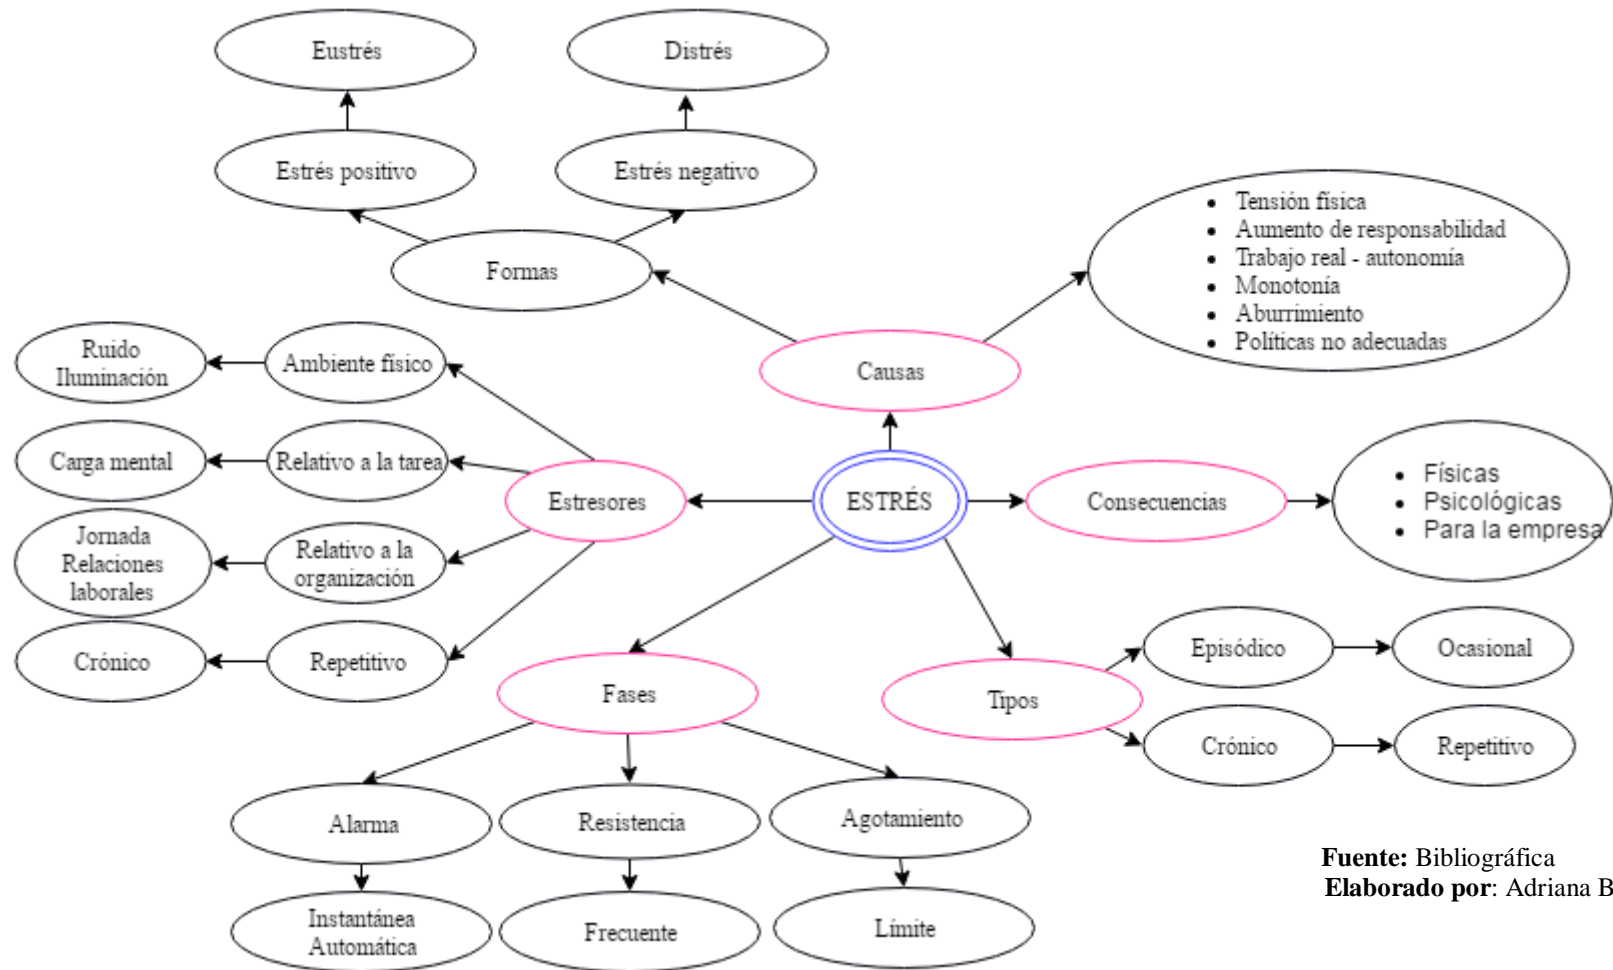 Eustrés
Distrés
Estrés positivo
Estrés negativo
Formas
• Tensión física
• Aumento de responsabilidad
• Trabajo real - autonomía
• Monotonía
• Aburrimiento
• Políticas no adecuadas
Causas
Ruido
Iluminación
Ambiente físico
Carga mental
Relativo a la tarea
Estresores
ESTRÉS
Consecuencias
• Físicas
• Psicológicas
• Para la empresa
Jornada
Relaciones
laborales
Relativo a la
organización
Crónico
Repetitivo
Fases
Tipos
Episódico
Ocasional
Crónico
Repetitivo
Alarma
Resistencia
Agotamiento
Instantánea
Automática
Frecuente
Límite
Fuente: Bibliográfica
Elaborado por: Adriana B